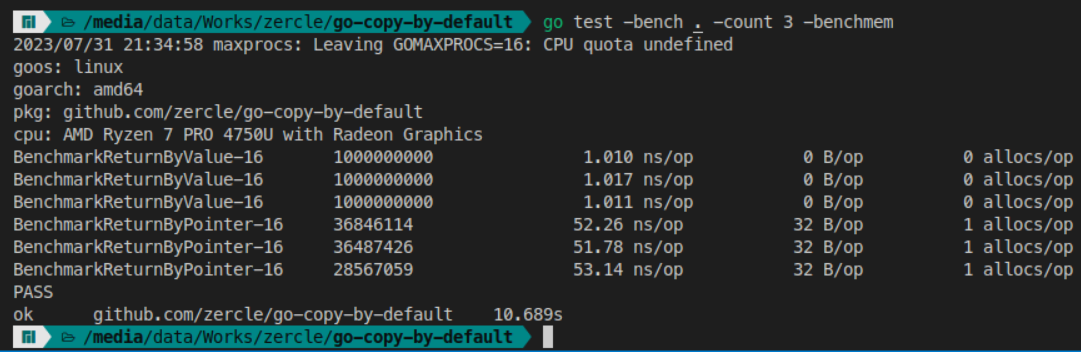 /media/data/Works/zercle/go-copy-by-default go test -bench . -count 3 -benchmem
2023/07/31 21:34:58 maxprocs: Leaving GOMAXPROCS=16: CPU quota undefined
goos: linux
goarch: amd64
pkg: github.com/zercle/go-copy-by-default
cpu: AMD Ryzen 7 PRO 4750U with Radeon Graphics
BenchmarkReturnByValue-16 1000000000 1.010 ns/op 0 B/op 0 allocs/op
BenchmarkReturnByValue-16 1000000000 1.017 ns/op 0 B/op 0 allocs/op
BenchmarkReturnByValue-16 1000000000 1.011 ns/op 0 B/op 0 allocs/op
BenchmarkReturnByPointer-16 36846114 52.26 ns/op 32 B/op 1 allocs/op
BenchmarkReturnByPointer-16 36487426 51.78 ns/op 32 B/op 1 allocs/op
BenchmarkReturnByPointer-16 28567059 53.14 ns/op 32 B/op 1 allocs/op
PASS
ok github.com/zercle/go-copy-by-default 10.689s
/media/data/Works/zercle/go-copy-by-default